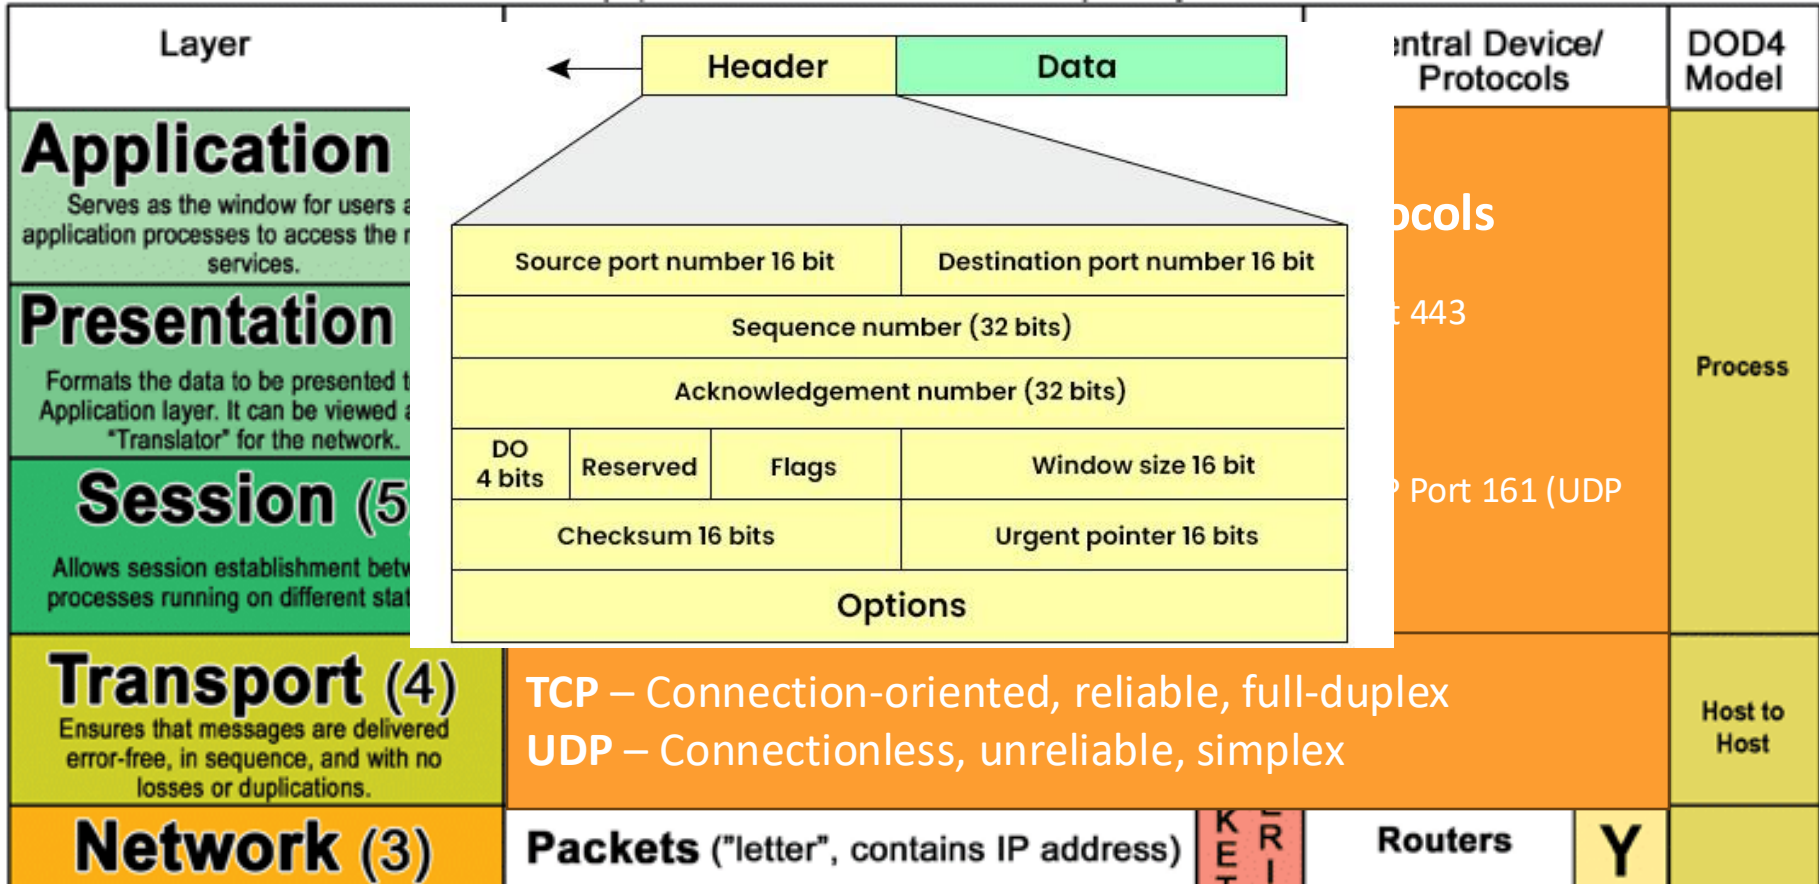 Layer
entral Device/
Protocols
DOD4
Model
Header
Data
Application
Serves as the window for users
application processes to access the
services.
Presentation
Formats the data to be presented
Application layer. It can be viewed
"Translator" for the network.
Session (5
Allows session establishment betw
processes running on different stat
Source port number 16 bit
Destination port number 16 bit
Sequence number (32 bits)
Acknowledgement number (32 bits)
DO
4 bits
Reserved
Flags
Window size 16 bit
Checksum 16 bits
Urgent pointer 16 bits
Options
ocols
443
Port 161 (UDP
Process
Transport (4)
Ensures that messages are delivered
error-free, in sequence, and with no
losses or duplications.
TCP – Connection-oriented, reliable, full-duplex
UDP – Connectionless, unreliable, simplex
Host to
Host
Network (3)
Packets ("letter", contains IP address)
K
E
R
Routers
Y